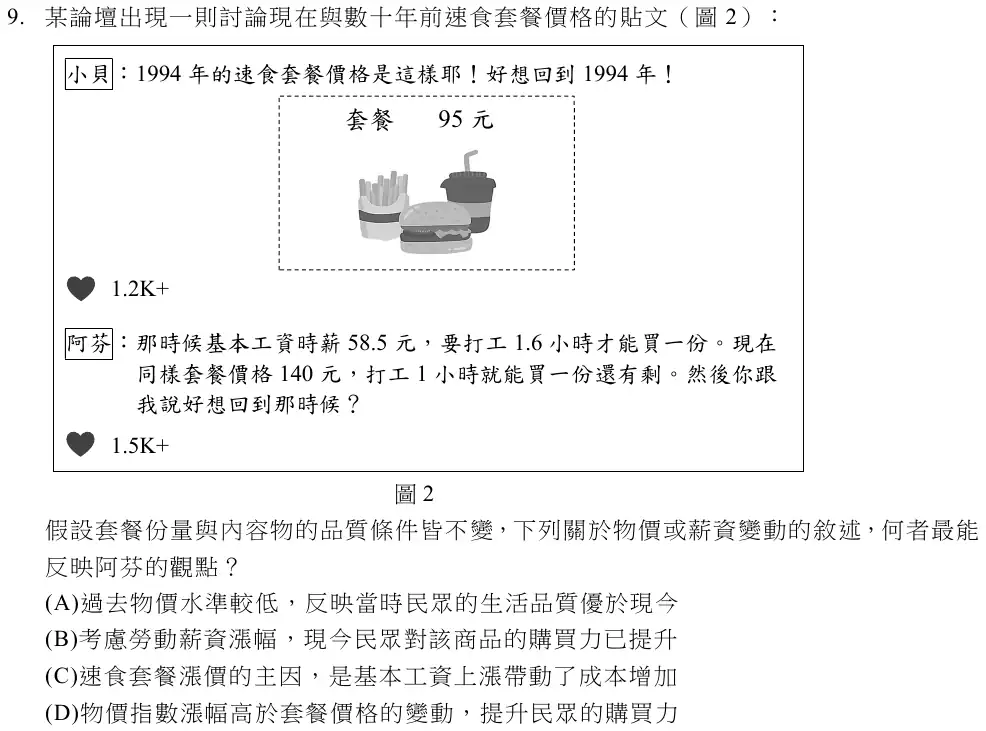 9. 某論壇出現一則討論現在與數十年前速食套餐價格的貼文（圖 2）：
小貝：1994 年的速食套餐價格是這樣耶！好想回到 1994 年！
套餐 95 元
1.2K+
阿芬：那時候基本工資時薪 58.5 元，要打工 1.6 小時才能買一份。現在
同樣套餐價格 140 元，打工 1 小時就能買一份還有剩。然後你跟
我說好想回到那時候？
1.5K+
圖 2
假設套餐份量與內容物的品質條件皆不變，下列關於物價或薪資變動的敘述，何者最能
反映阿芬的觀點？
(A)過去物價水準較低，反映當時民眾的生活品質優於現今
(B)考慮勞動薪資漲幅，現今民眾對該商品的購買力已提升
(C)速食套餐漲價的主因，是基本工資上漲帶動了成本增加
(D)物價指數漲幅高於套餐價格的變動，提升民眾的購買力